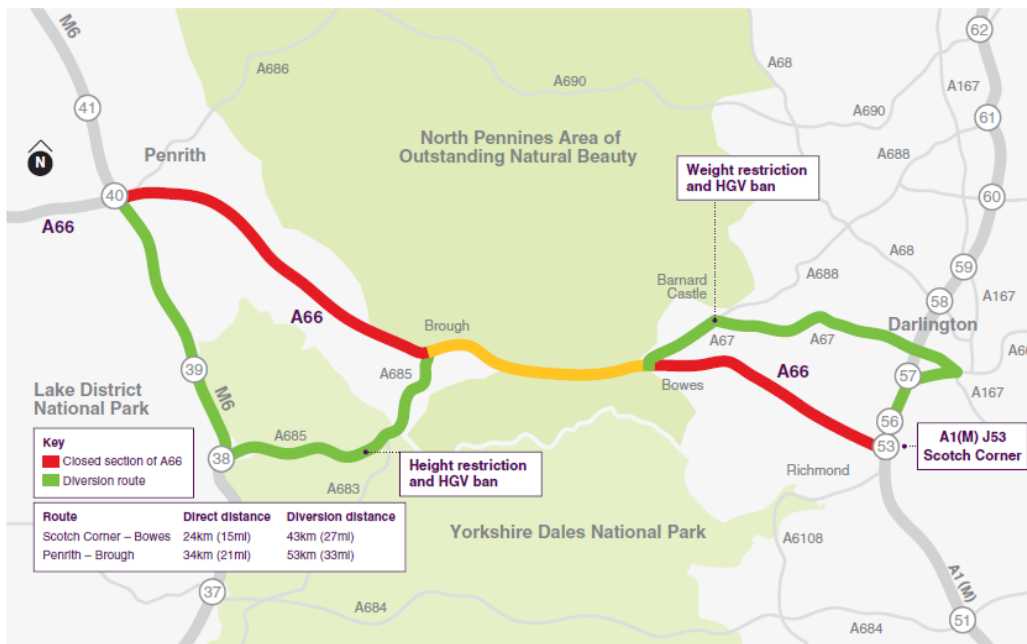 M6
62
A68
A686
A690
A167
41
A690
61
North Pennines Area of
Outstanding Natural Beauty
N
Penrith
A688
Weight restriction
and HGV ban
40
60
A66
A68
Barnard
Castle
A688
59
A66
58
A167
Brough
Darlington
A67
A67
A66
39
A685
Bowes
A66
57
A167
Lake District
National Park
M6
56
Key
Closed section of A66
Diversion route
A685
38
53
A1(M) J53
Scotch Corner
Height restriction
and HGV ban
Richmond
A683
Route Direct distance Diversion distance
Scotch Corner – Bowes 24km (15ml) 43km (27ml)
Penrith – Brough 34km (21ml) 53km (33ml)
Yorkshire Dales National Park
A6108
37
A684
A1 (M)
51
A684